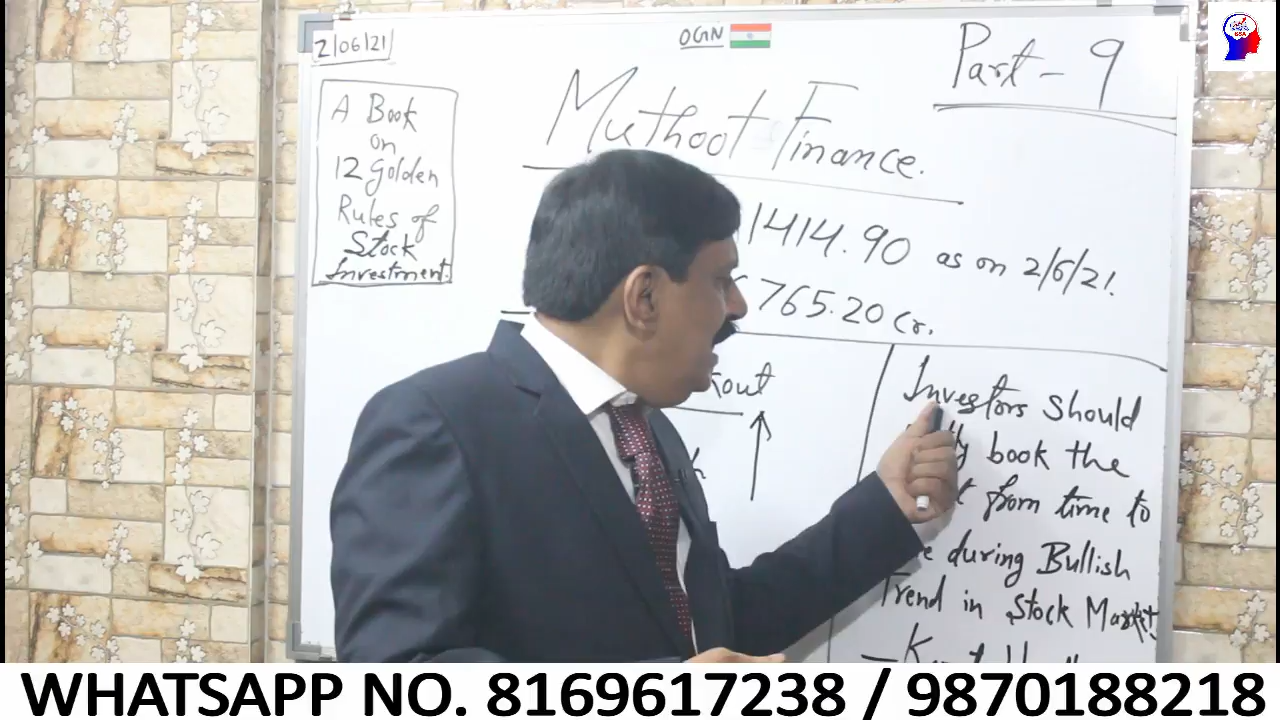 2/06/21
OGIN
Part - 9
A Book
on
12 Golden
Rules of
Stock
Investment.
Muthoot Finance.
1414.90 as on 2/6/21.
765.20 Cr.
kout
Investors should
book the
from time to
during Bullish
Trend in Stock Market.
WHATSAPP NO. 8169617238 / 9870188218